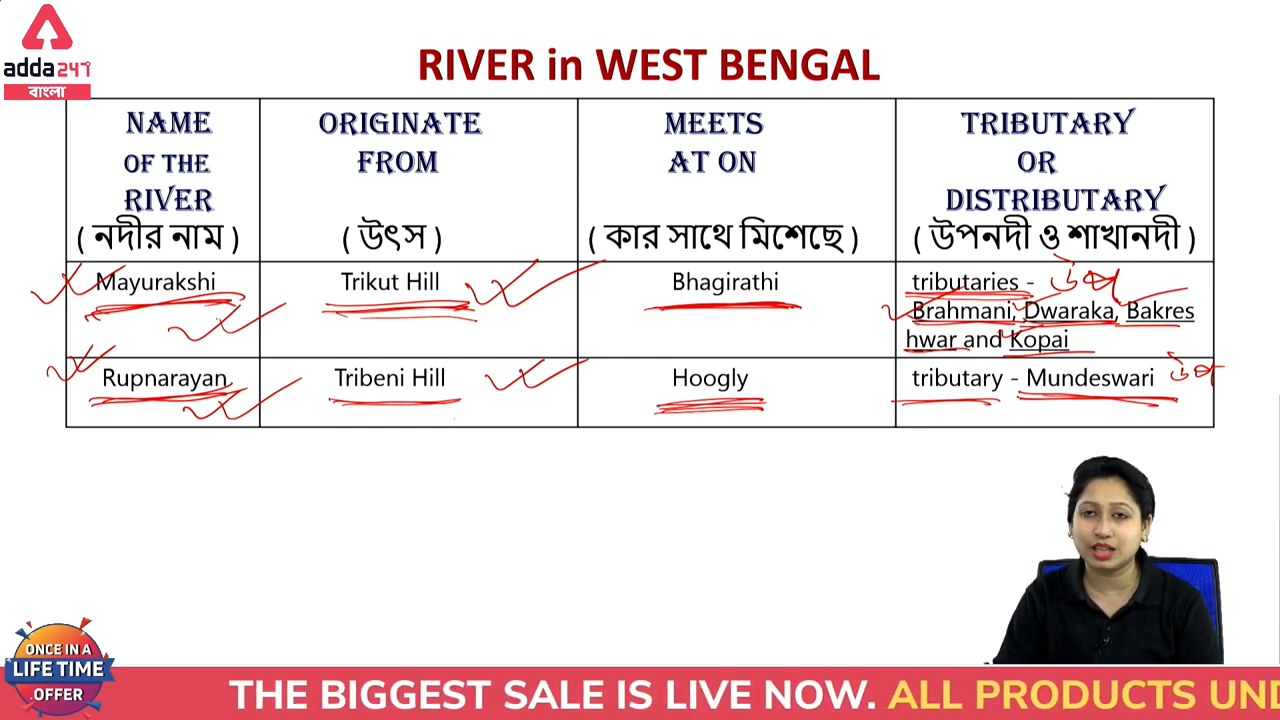 adda247
বাংলা
RIVER in WEST BENGAL
NAME
OF THE
RIVER
( নদীর নাম )
ORIGINATE
FROM
( উৎস )
MEETS
AT ON
( কার সাথে মিশেছে )
TRIBUTARY
OR
DISTRIBUTARY
( উপনদী ও শাখানদী )
Mayurakshi
Trikut Hill
Bhagirathi
tributaries - উপ
Brahmani, Dwaraka, Bakres
hwar and Kopai
Rupnarayan
Tribeni Hill
Hoogly
tributary - Mundeswari উপ
ONCE IN A
LIFE TIME
OFFER
THE BIGGEST SALE IS LIVE NOW. ALL PRODUCTS UND